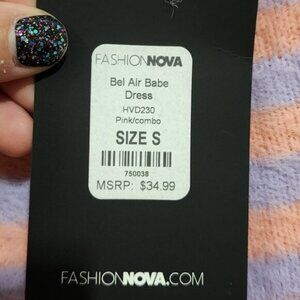 FASHIONNOVA
Bel Air Babe
Dress
HVD230
Pink/combo
SIZE S
750038
MSRP: $34.99
FASHIONNOVA.COM